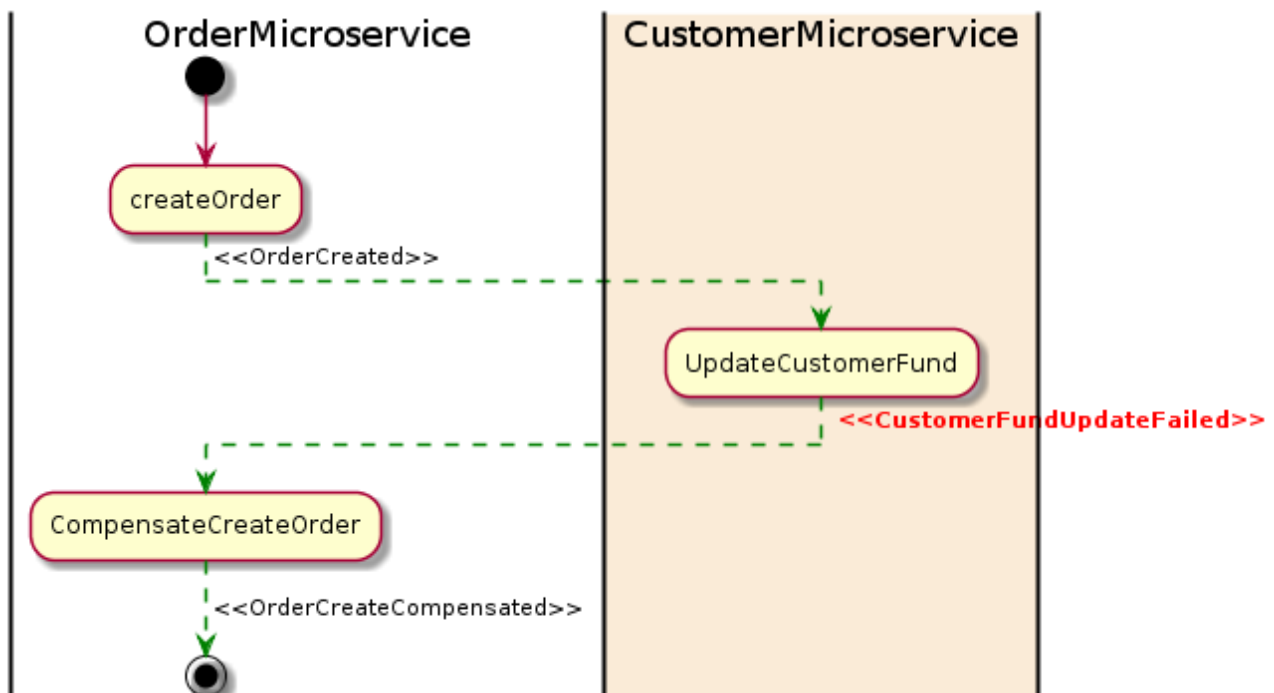 OrderMicroservice
CustomerMicroservice
createOrder
<<OrderCreated>>
UpdateCustomerFund
<<CustomerFundUpdateFailed>>
CompensateCreateOrder
<<OrderCreateCompensated>>